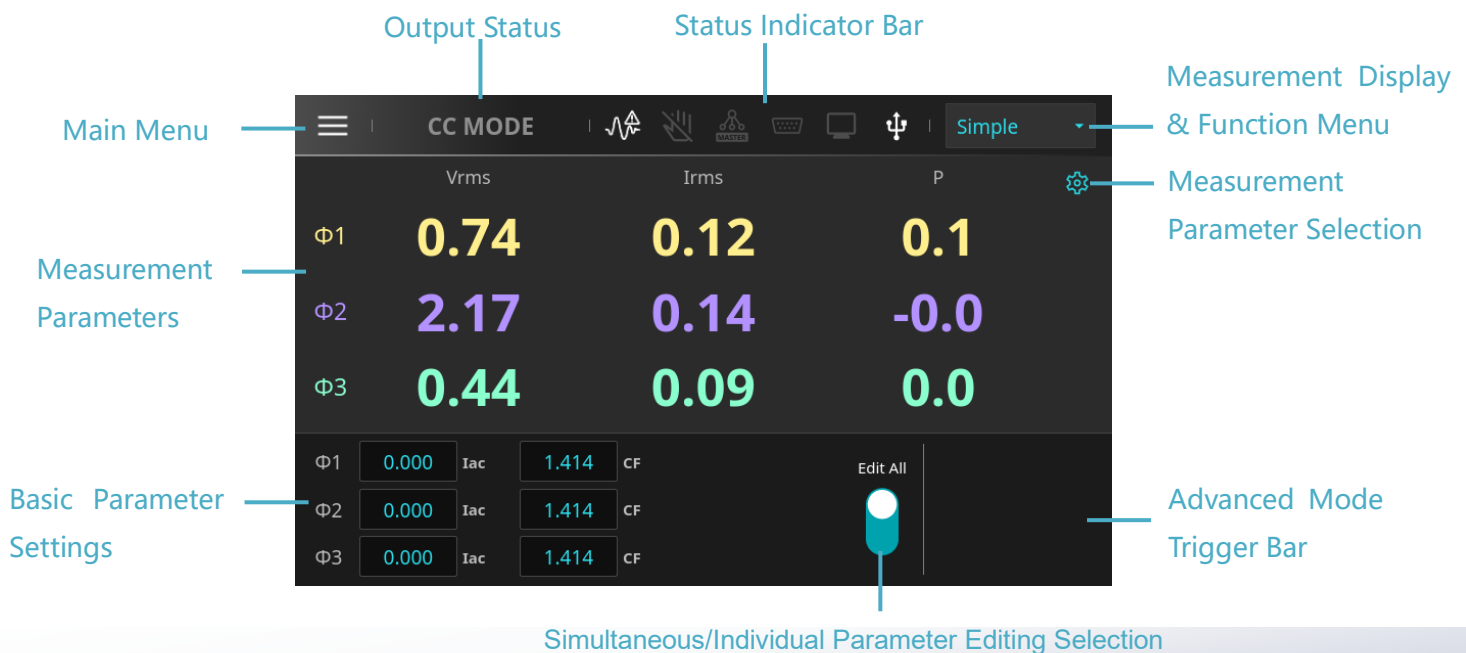 Output Status
Status Indicator Bar
Measurement Display
& Function Menu
Main Menu
CC MODE
MASTER
Simple
Vrms
Irms
P
Measurement
Parameter Selection
Φ1
0.74
0.12
0.1
Measurement
Parameters
Φ2
2.17
0.14
-0.0
Φ3
0.44
0.09
0.0
Φ1
0.000
Iac
1.414
CF
Edit All
Basic Parameter
Settings
Φ2
0.000
Iac
1.414
CF
Advanced Mode
Trigger Bar
Φ3
0.000
Iac
1.414
CF
Simultaneous/Individual Parameter Editing Selection